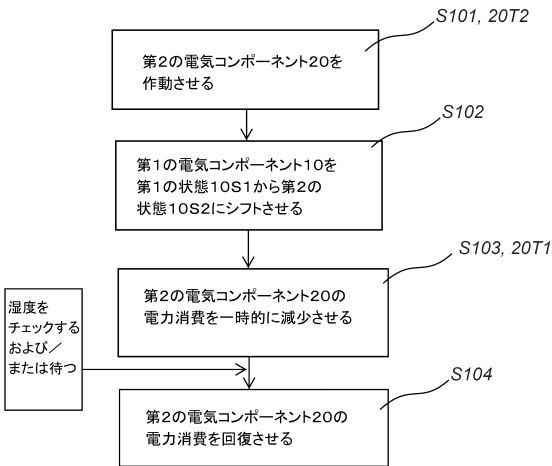 S101, 20T2
第2の電気コンポーネント20を
作動させる
S102
第1の電気コンポーネント10を
第1の状態10S1から第2の
状態10S2にシフトさせる
S103, 20T1
第2の電気コンポーネント20の
電力消費を一時的に減少させる
湿度を
チェックする
および／
または待つ
S104
第2の電気コンポーネント20の
電力消費を回復させる